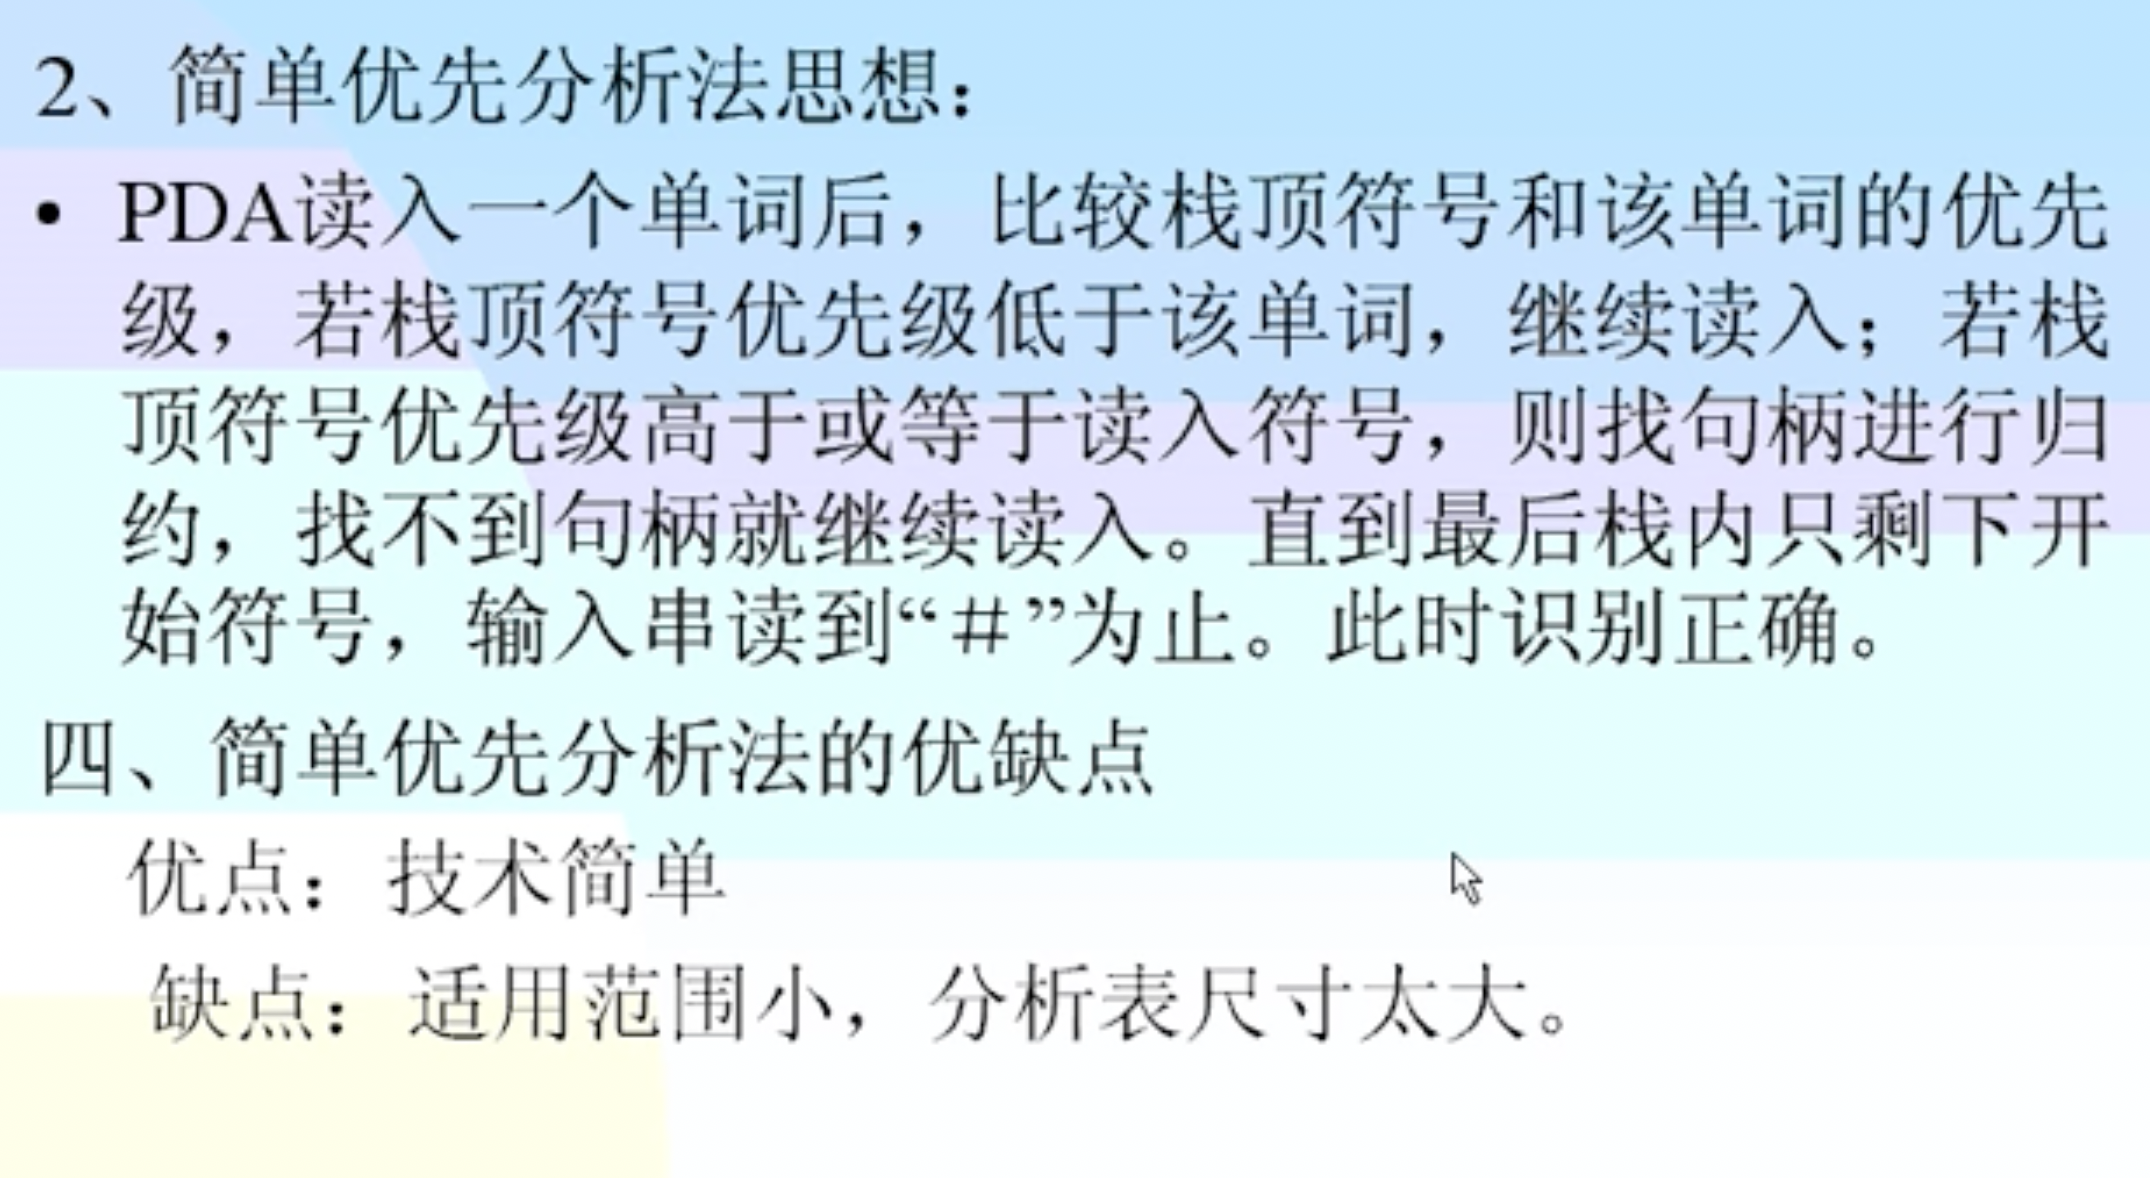 2、简单优先分析法思想：
• PDA读入一个单词后，比较栈顶符号和该单词的优先
级，若栈顶符号优先级低于该单词，继续读入；若栈
顶符号优先级高于或等于读入符号，则找句柄进行归
约，找不到句柄就继续读入。直到最后栈内只剩下开
始符号，输入串读到“＃”为止。此时识别正确。
四、简单优先分析法的优缺点
优点：技术简单
缺点：适用范围小，分析表尺寸太大。